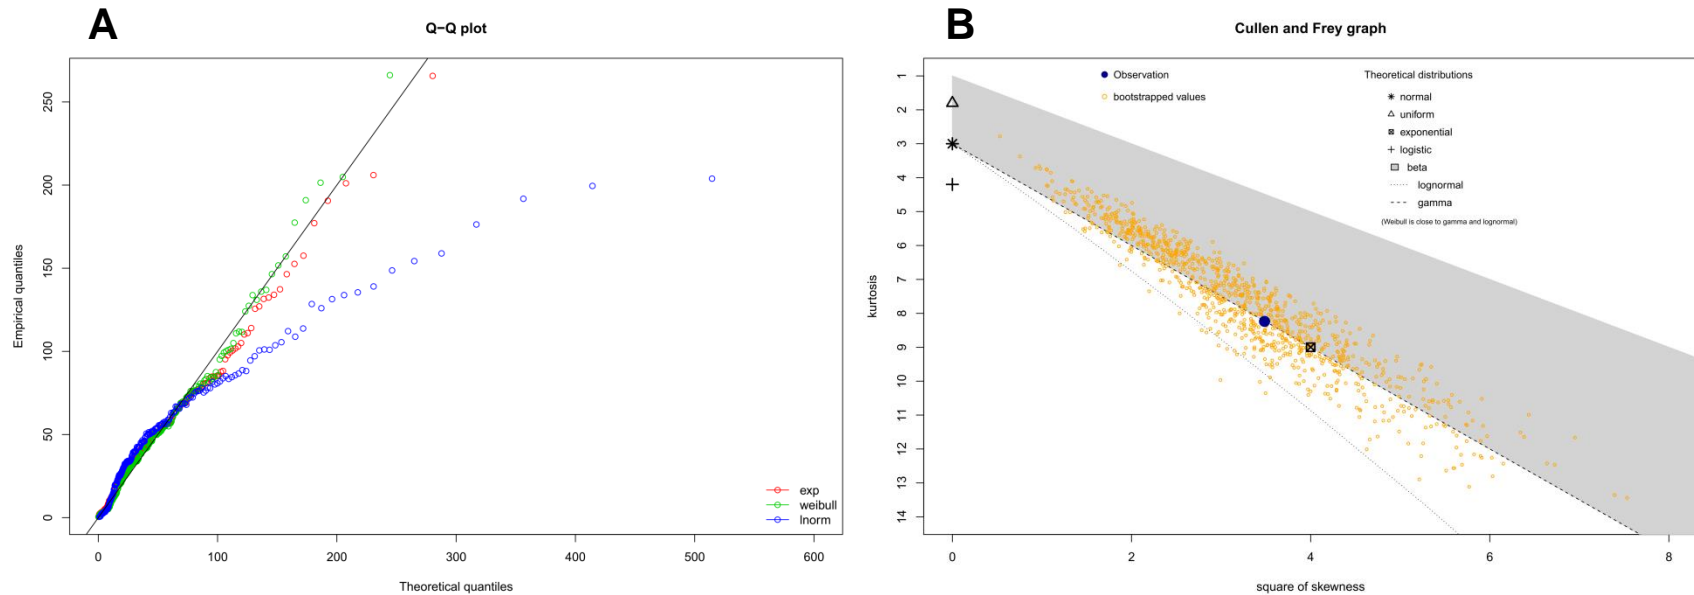 A
Q−Q plot
Empirical quantiles
250
200
150
100
50
0
0 100 200 300 400 500 600
Theoretical quantiles
exp
weibull
lnorm
B
Cullen and Frey graph
kurtosis
1
2
3
4
5
6
7
8
9
10
11
12
13
14
Observation
bootstrapped values
Theoretical distributions
normal
uniform
exponential
logistic
beta
lognormal
gamma
(Weibull is close to gamma and lognormal)
0 2 4 6 8
square of skewness